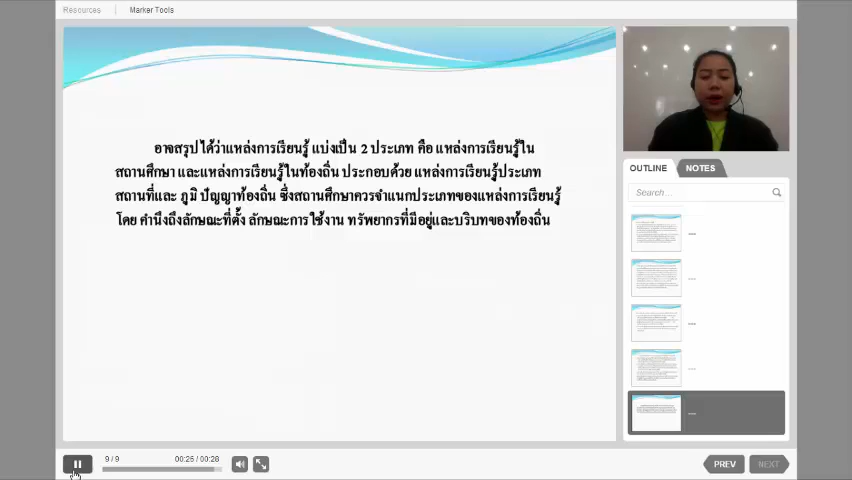 Resources Marker Tools
อาจสรุปได้ว่าแหล่งการเรียนรู้ แบ่งเป็น 2 ประเภท คือ แหล่งการเรียนรู้ใน
สถานศึกษา และแหล่งการเรียนรู้ในท้องถิ่น ประกอบด้วย แหล่งการเรียนรู้ประเภท
สถานที่และ ภูมิ ปัญญาท้องถิ่น ซึ่งสถานศึกษาควรจำแนกประเภทของแหล่งการเรียนรู้
โดย คำนึงถึงลักษณะที่ตั้ง ลักษณะการใช้งาน ทรัพยากรที่มีอยู่และบริบทของท้องถิ่น
OUTLINE NOTES
Search...
...
...
...
...
...
9 / 9 00:26 / 00:28
PREV NEXT